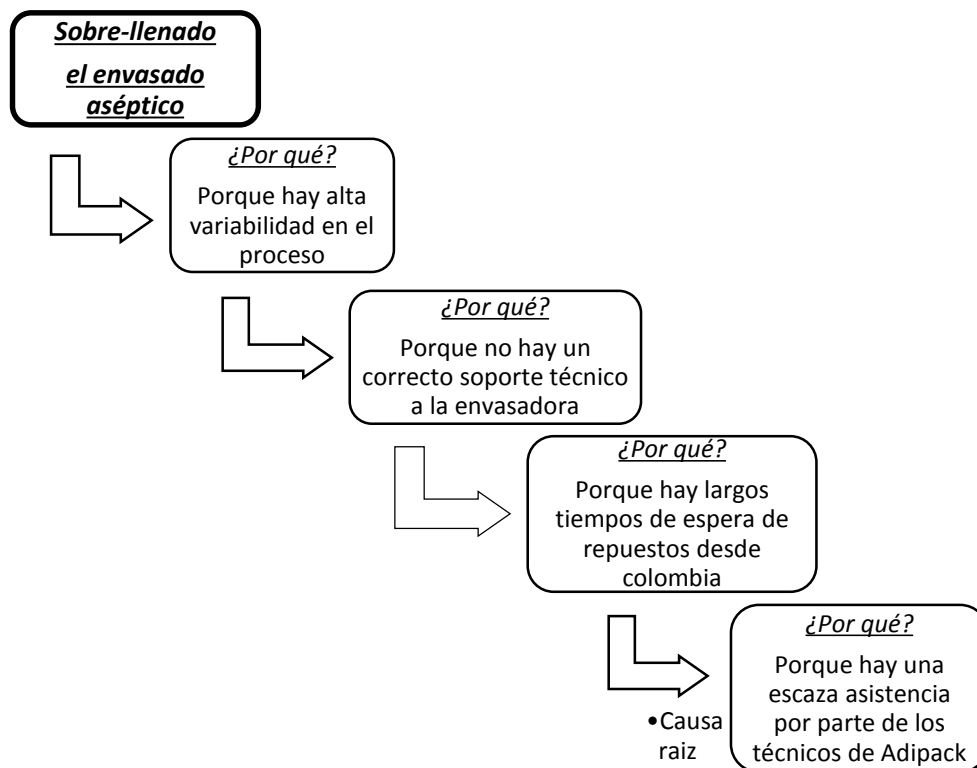 Sobre-llenado
el envasado
aséptico
¿Por qué?
Porque hay alta
variabilidad en el
proceso
¿Por qué?
Porque no hay un
correcto soporte técnico
a la envasadora
¿Por qué?
Porque hay largos
tiempos de espera de
repuestos desde
colombia
¿Por qué?
Porque hay una
escaza asistencia
por parte de los
técnicos de Adipack
•Causa
raiz